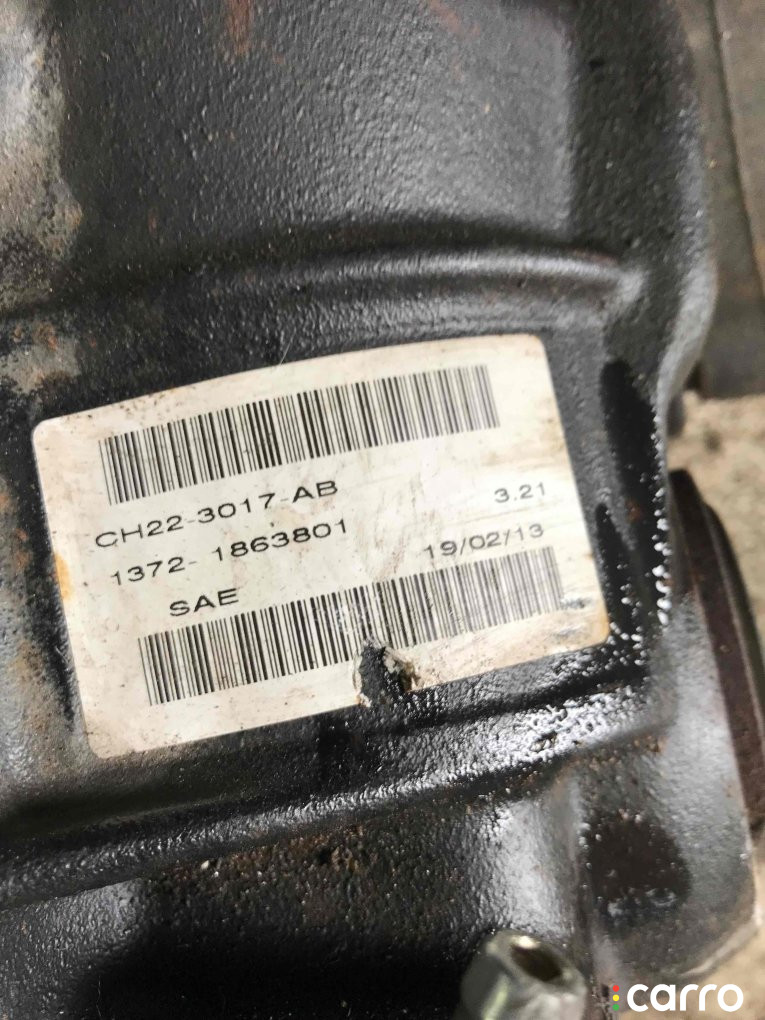 CH22-3017-AB 3.21
1372- 1863801 19/02/13
SAE
carro